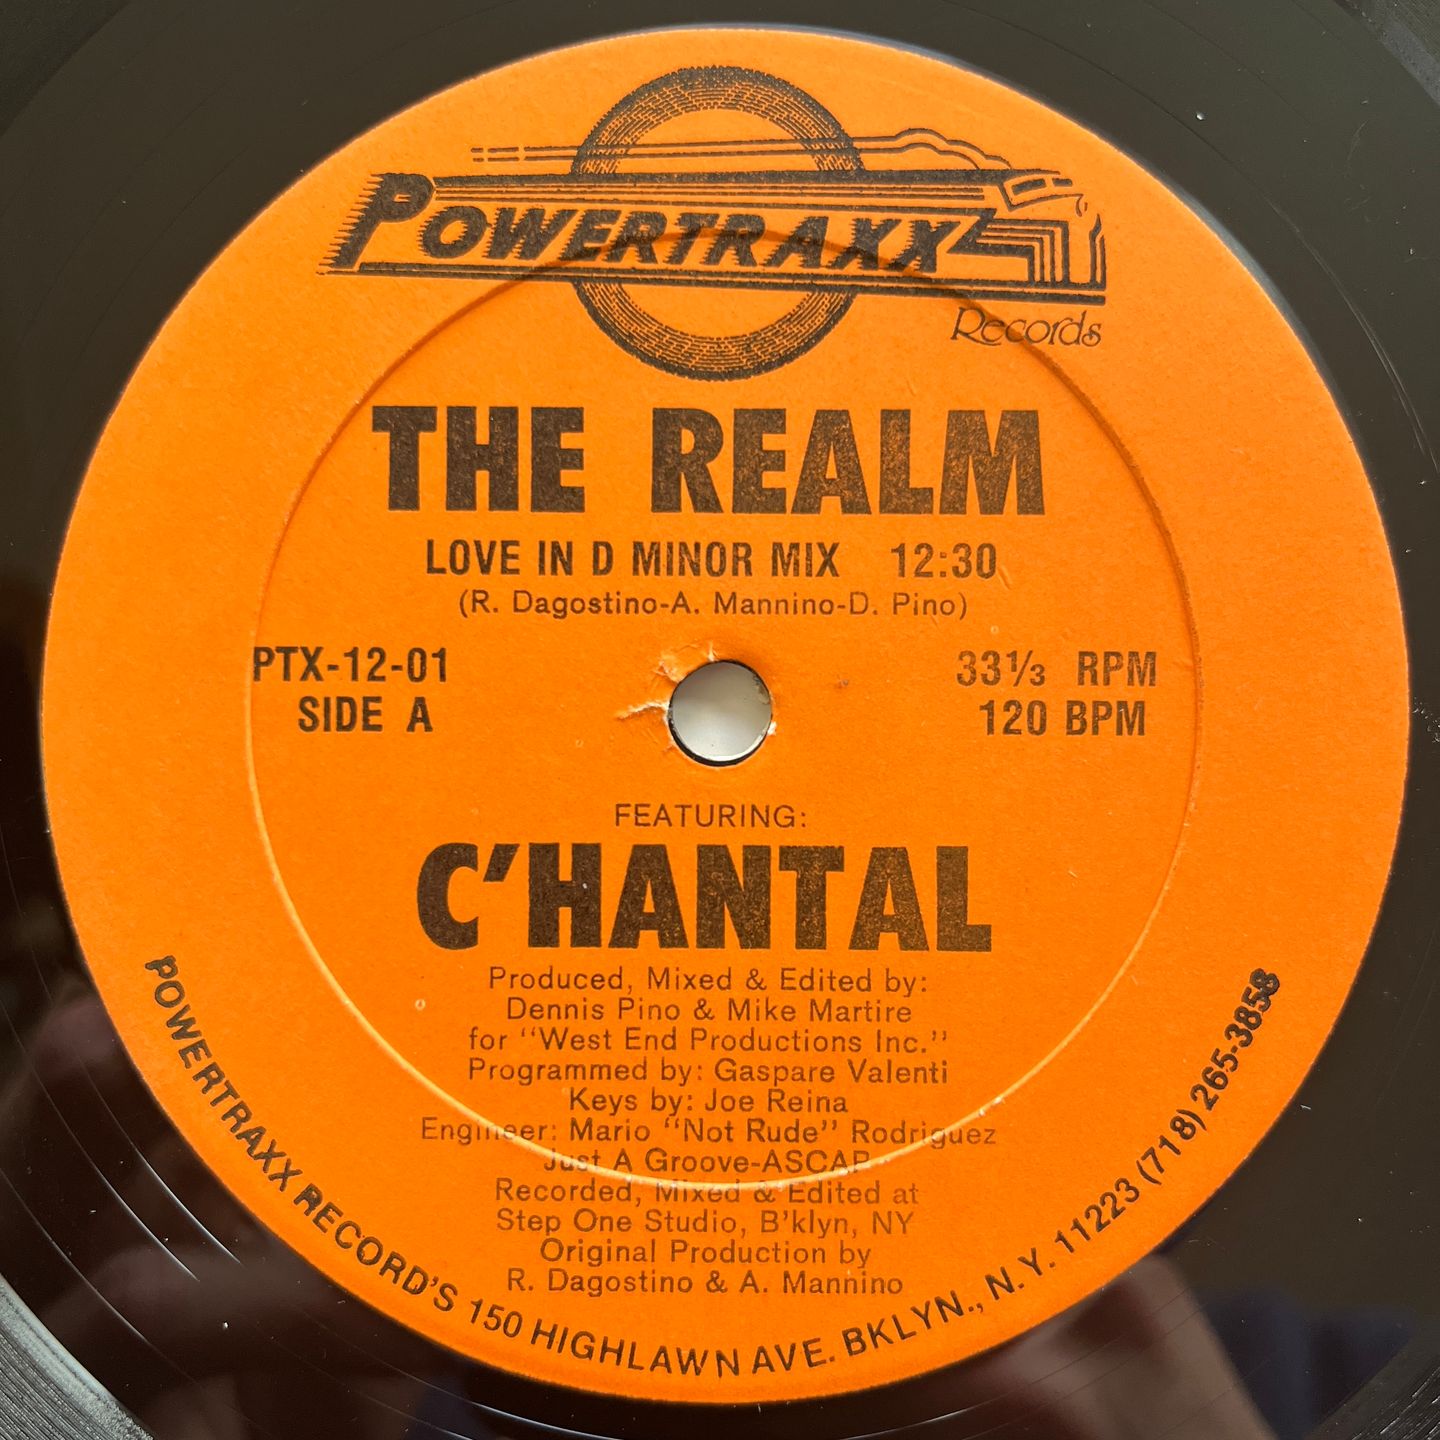 POWERTRAXX
Records
THE REALM
LOVE IN D MINOR MIX 12:30
(R. Dagostino-A. Mannino-D. Pino)
PTX-12-01
SIDE A
33⅓ RPM
120 BPM
FEATURING:
C'HANTAL
Produced, Mixed & Edited by:
Dennis Pino & Mike Martire
for "West End Productions Inc."
Programmed by: Gaspare Valenti
Keys by: Joe Reina
Engineer: Mario "Not Rude" Rodriguez
Just A Groove-ASCAP
Recorded, Mixed & Edited at
Step One Studio, B'klyn, NY
Original Production by
R. Dagostino & A. Mannino
POWERTRAXX RECORD'S 150 HIGHLAWN AVE. BKLYN., N.Y. 11223 (718) 265-3858